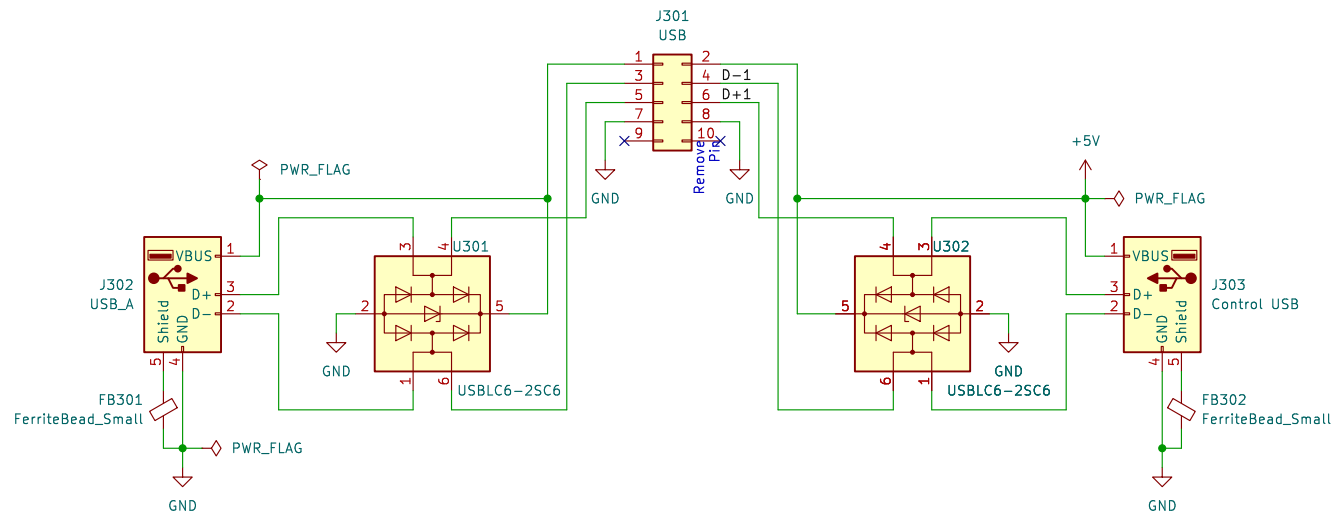 J301
USB
1 2
3 4 D-1
5 6 D+1
7 8
9 10
Remove
Pin
GND
GND
PWR_FLAG
+5V
PWR_FLAG
J302
USB_A
VBUS 1
D+ 3
D- 2
Shield
GND
5
4
U301
3
4
2
5
1
6
GND
USBLC6-2SC6
U302
4
3
5
2
6
1
GND
USBLC6-2SC6
1 VBUS
3 D+
2 D-
GND
Shield
4
5
J303
Control USB
FB301
FerriteBead_Small
PWR_FLAG
GND
FB302
FerriteBead_Small
GND